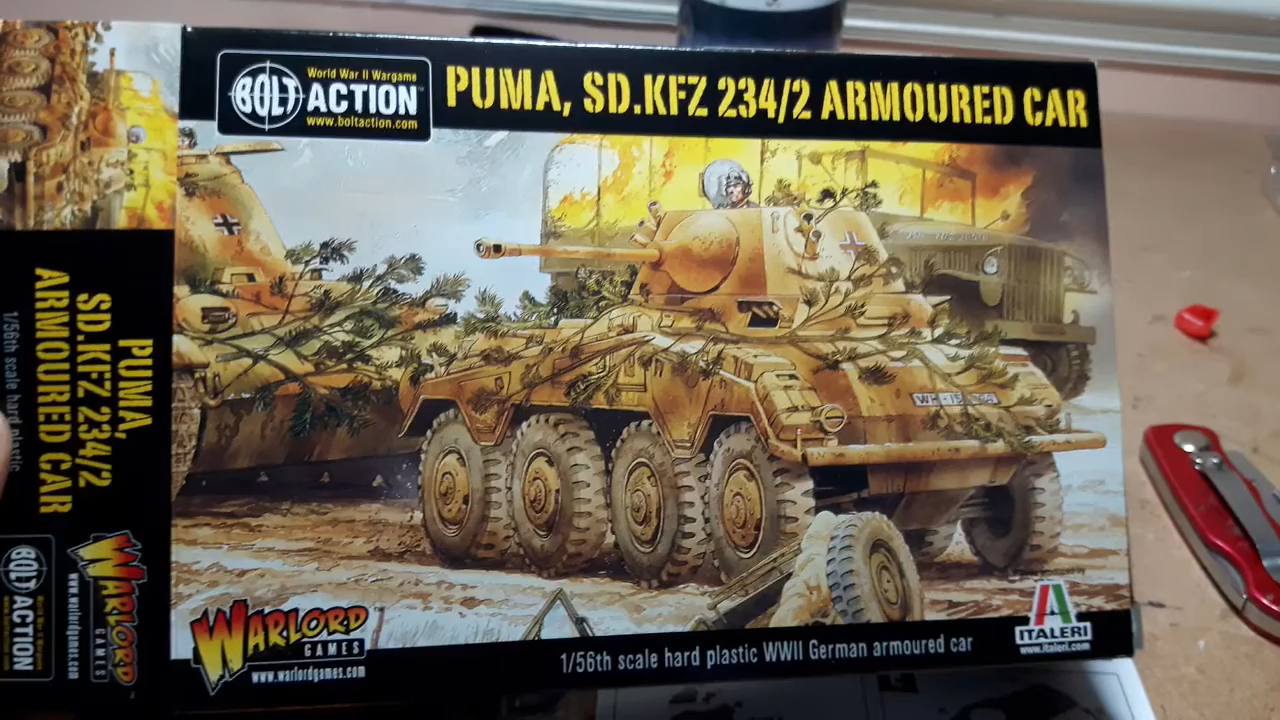 BOLT ACTION™
World War II Wargame
www.boltaction.com
PUMA, SD.KFZ 234/2 ARMOURED CAR
WARLORD
GAMES
www.warlordgames.com
1/56th scale hard plastic WWII German armoured car
ITALERI
www.italeri.com
PUMA,
SD.KFZ 234/2
ARMOURED CAR
1/56th scale hard plastic
WARLORD
GAMES
www.warlordgames.com
BOLT
ACTION